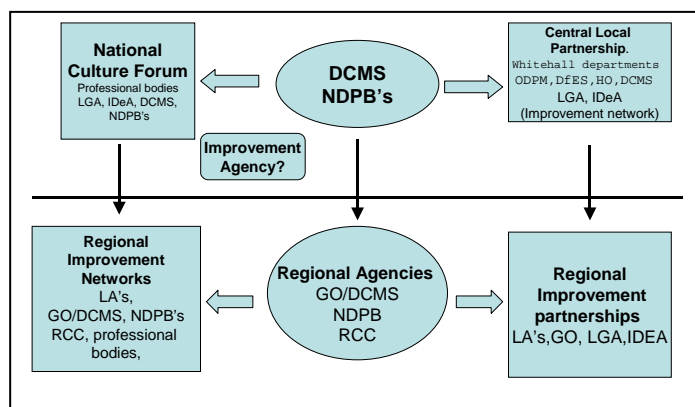 National
Culture Forum
Professional bodies
LGA, IDeA, DCMS,
NDPB's
DCMS
NDPB's
Central Local
Partnership.
Whitehall departments
ODPM,DfES,HO,DCMS
LGA, IDeA
(Improvement network)
Improvement
Agency?
Regional
Improvement
Networks
LA's,
GO/DCMS, NDPB's
RCC, professional
bodies,
Regional Agencies
GO/DCMS
NDPB
RCC
Regional
Improvement
partnerships
LA's,GO, LGA,IDEA